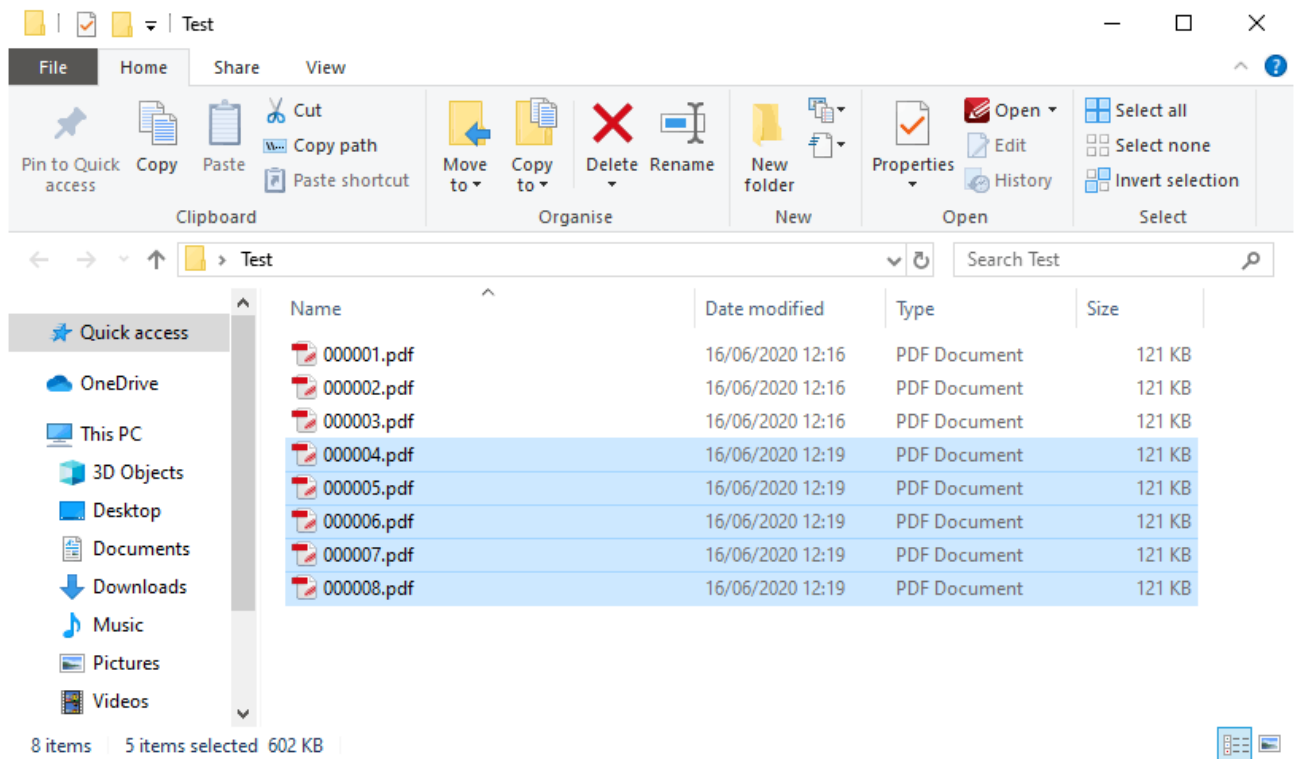 Test
File Home Share View
Pin to Quick access
Copy
Paste
Cut
Copy path
Paste shortcut
Clipboard
Move to
Copy to
Delete
Rename
Organise
New folder
New
Properties
Open
Edit
History
Open
Select all
Select none
Invert selection
Select
Test
Search Test
Quick access
OneDrive
This PC
3D Objects
Desktop
Documents
Downloads
Music
Pictures
Videos
Name Date modified Type Size
000001.pdf 16/06/2020 12:16 PDF Document 121 KB
000002.pdf 16/06/2020 12:16 PDF Document 121 KB
000003.pdf 16/06/2020 12:16 PDF Document 121 KB
000004.pdf 16/06/2020 12:19 PDF Document 121 KB
000005.pdf 16/06/2020 12:19 PDF Document 121 KB
000006.pdf 16/06/2020 12:19 PDF Document 121 KB
000007.pdf 16/06/2020 12:19 PDF Document 121 KB
000008.pdf 16/06/2020 12:19 PDF Document 121 KB
8 items 5 items selected 602 KB